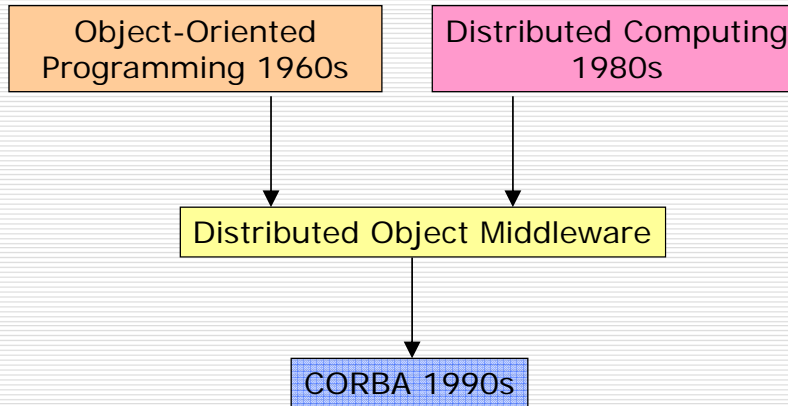 Object-Oriented
Programming 1960s
Distributed Computing
1980s
Distributed Object Middleware
CORBA 1990s